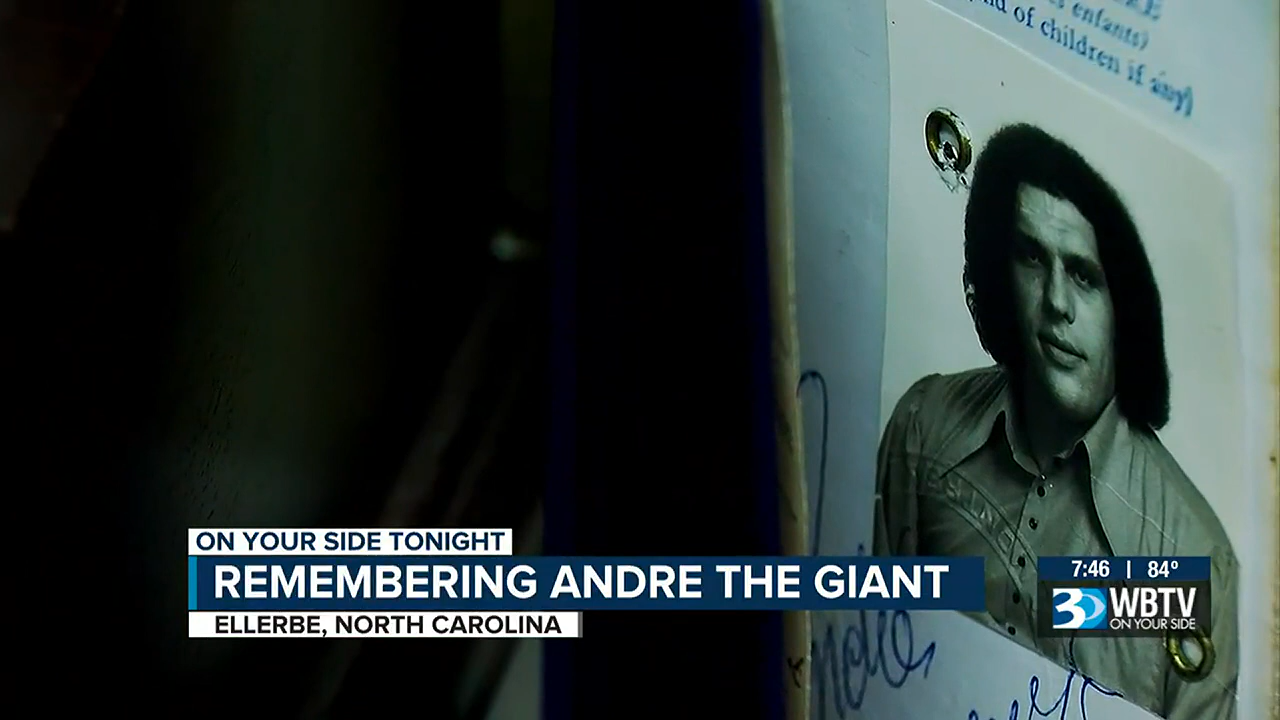 enfants)
of children if any)
ON YOUR SIDE TONIGHT
REMEMBERING ANDRE THE GIANT
ELLERBE, NORTH CAROLINA
7:46 | 84°
3 WBTV
ON YOUR SIDE